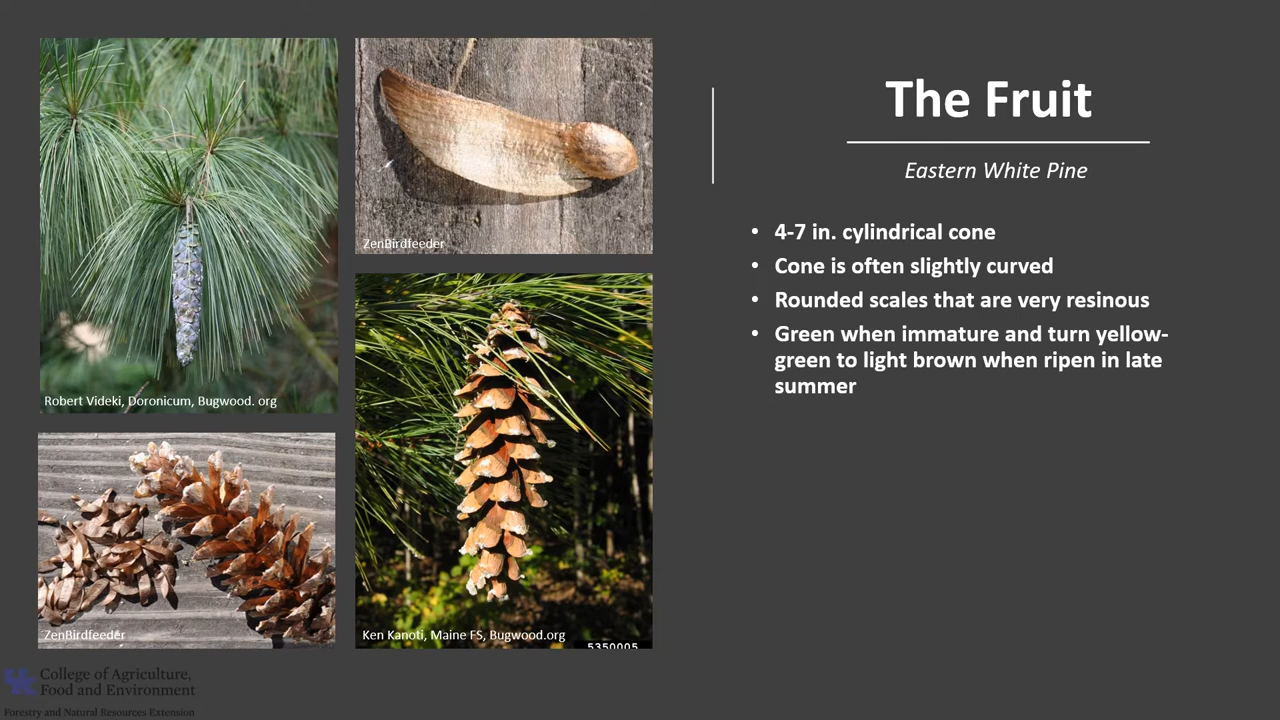 The Fruit
Eastern White Pine
• 4-7 in. cylindrical cone
• Cone is often slightly curved
• Rounded scales that are very resinous
• Green when immature and turn yellow-
green to light brown when ripen in late
summer
Robert Videki, Doronicum, Bugwood. org
ZenBirdfeeder
ZenBirdfeeder
Ken Kanoti, Maine FS, Bugwood.org
5350005
UK
College of Agriculture,
Food and Environment
Forestry and Natural Resources Extension